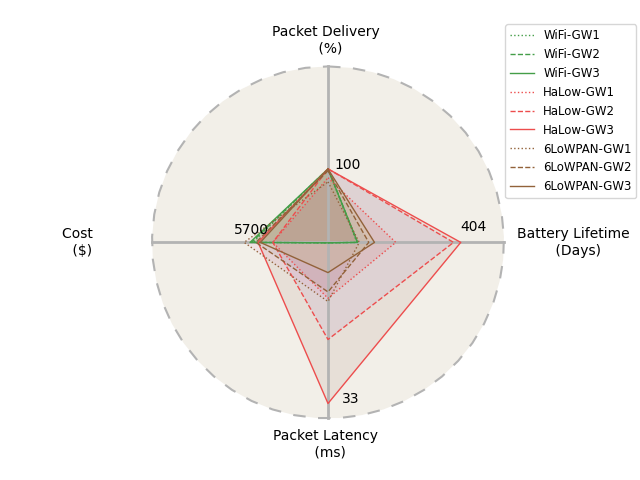 Packet Delivery
(%)
WiFi-GW1
WiFi-GW2
WiFi-GW3
HaLow-GW1
HaLow-GW2
HaLow-GW3
6LoWPAN-GW1
6LoWPAN-GW2
6LoWPAN-GW3
100
404
5700
Cost
($)
Battery Lifetime
(Days)
33
Packet Latency
(ms)